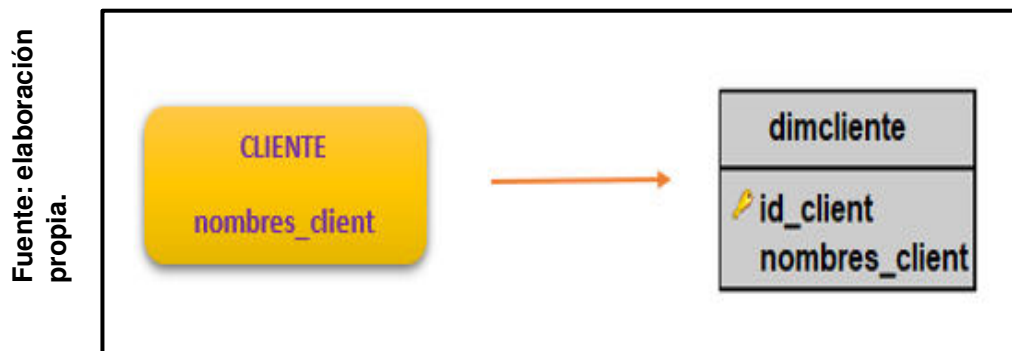 Fuente: elaboración
propia.
CLIENTE
nombres_client
dimcliente
id_client
nombres_client